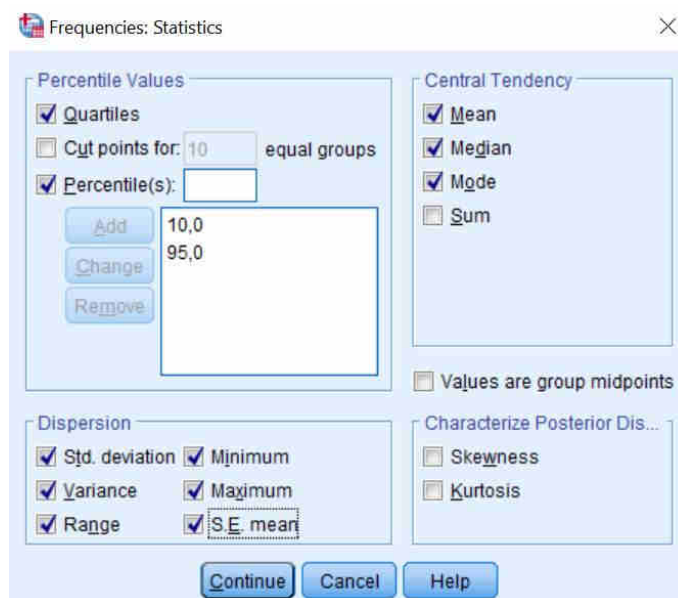 Frequencies: Statistics
Percentile Values
Quartiles
Cut points for: 10 equal groups
Percentile(s):
Add
Change
Remove
10,0
95,0
Central Tendency
Mean
Median
Mode
Sum
Values are group midpoints
Dispersion
Std. deviation Minimum
Variance Maximum
Range S.E. mean
Characterize Posterior Dis...
Skewness
Kurtosis
Continue Cancel Help